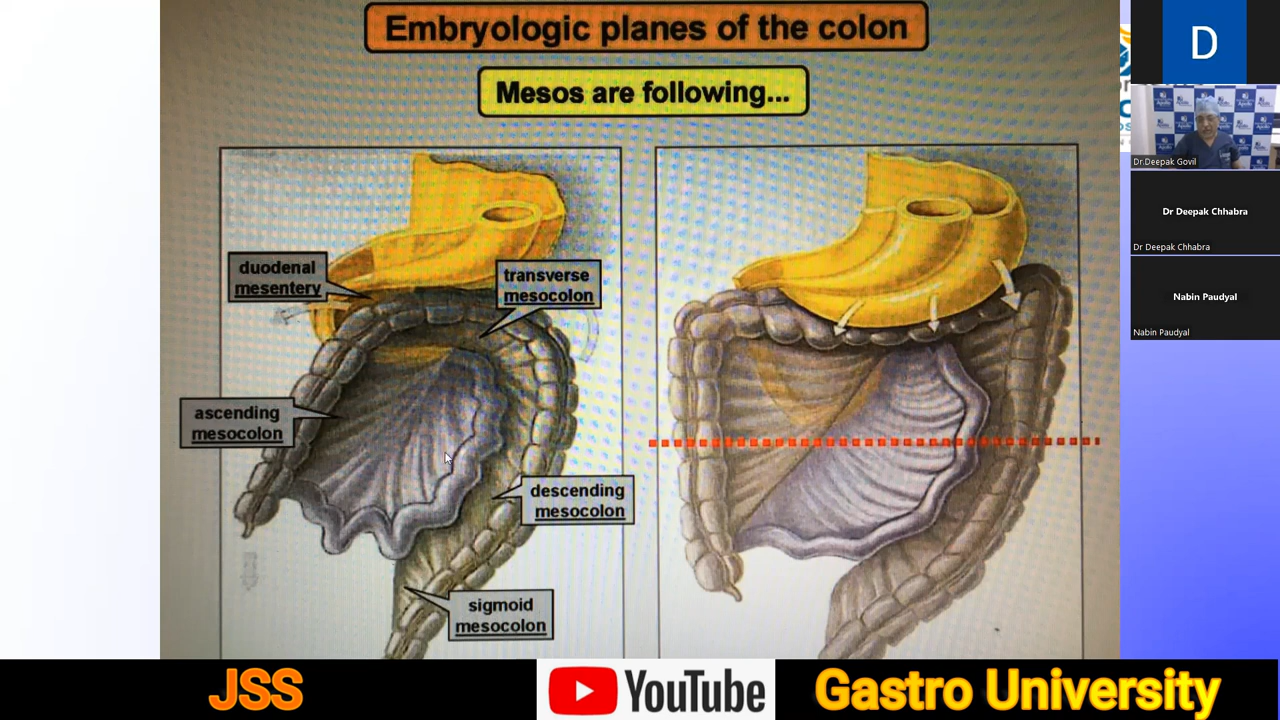 Embryologic planes of the colon
Mesos are following...
duodenal
mesentery
transverse
mesocolon
ascending
mesocolon
descending
mesocolon
sigmoid
mesocolon
D
Dr.Deepak Govil
Dr Deepak Chhabra
Dr Deepak Chhabra
Nabin Paudyal
Nabin Paudyal
JSS
YouTube
Gastro University